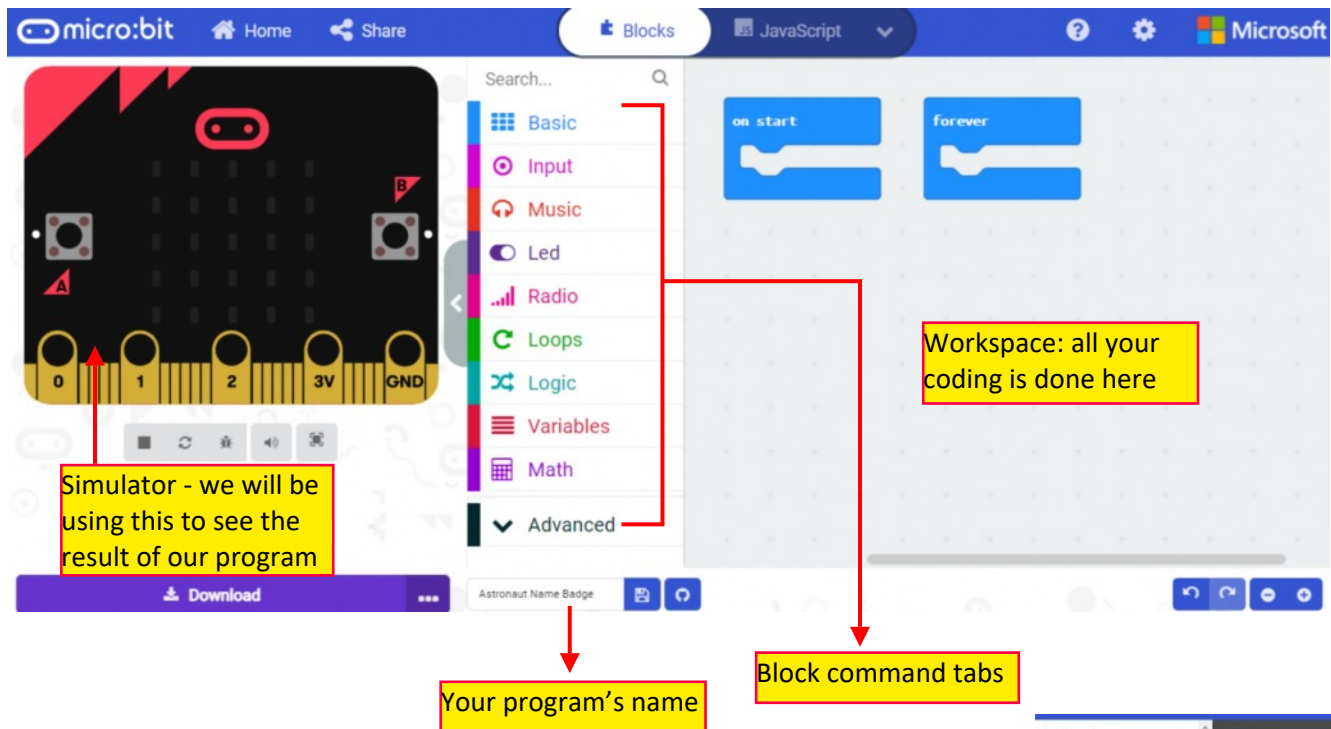 micro:bit Home Share Blocks JavaScript Microsoft
Search...
Basic
Input
Music
Led
Radio
Loops
Logic
Variables
Math
Advanced
on start
forever
A
B
0 1 2 3V GND
Workspace: all your
coding is done here
Simulator - we will be
using this to see the
result of our program
Download
Astronaut Name Badge
Block command tabs
Your program’s name